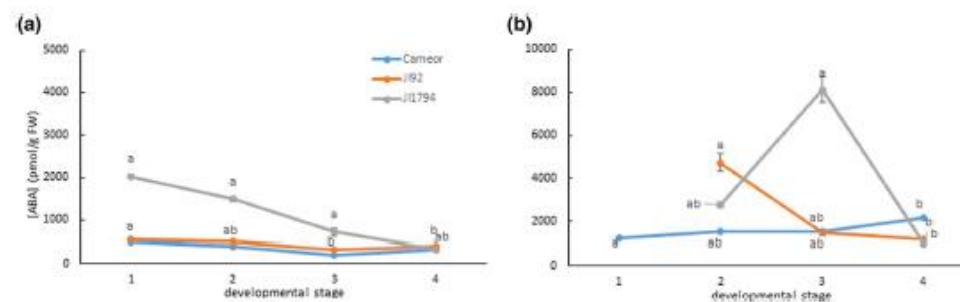 (a)
5000
4000
3000
2000
1000
0
[ABA] (pmol/g FW)
Cameor
JI92
JI1794
a
a
a
b
a
ab
b
ab
1 2 3 4
developmental stage
(b)
10000
8000
6000
4000
2000
0
a
a
ab
ab
b
b
b
a
ab
ab
1 2 3 4
developmental stage